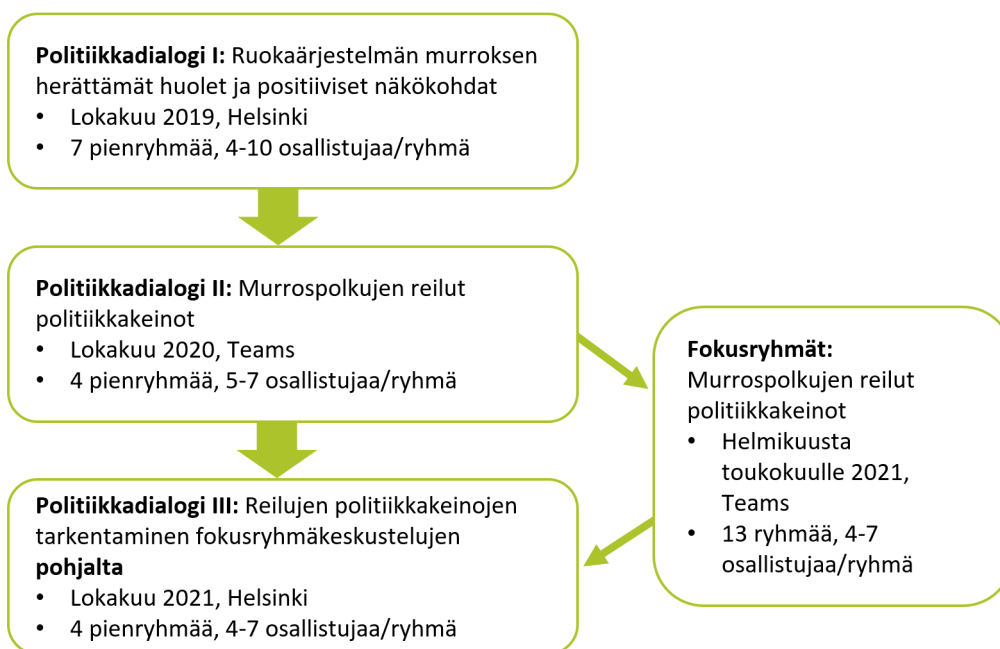 Politiikkadialogi I: Ruokaärjestelmän murroksen
herättämät huolet ja positiiviset näkökohdat
• Lokakuu 2019, Helsinki
• 7 pienryhmää, 4-10 osallistujaa/ryhmä
Politiikkadialogi II: Murrospolkujen reilut
politiikkakeinot
• Lokakuu 2020, Teams
• 4 pienryhmää, 5-7 osallistujaa/ryhmä
Fokusryhmät:
Murrospolkujen reilut
politiikkakeinot
• Helmikuusta
toukokuulle 2021,
Teams
• 13 ryhmää, 4-7
osallistujaa/ryhmä
Politiikkadialogi III: Reilujen politiikkakeinojen
tarkentaminen fokusryhmäkeskustelujen
pohjalta
• Lokakuu 2021, Helsinki
• 4 pienryhmää, 4-7 osallistujaa/ryhmä